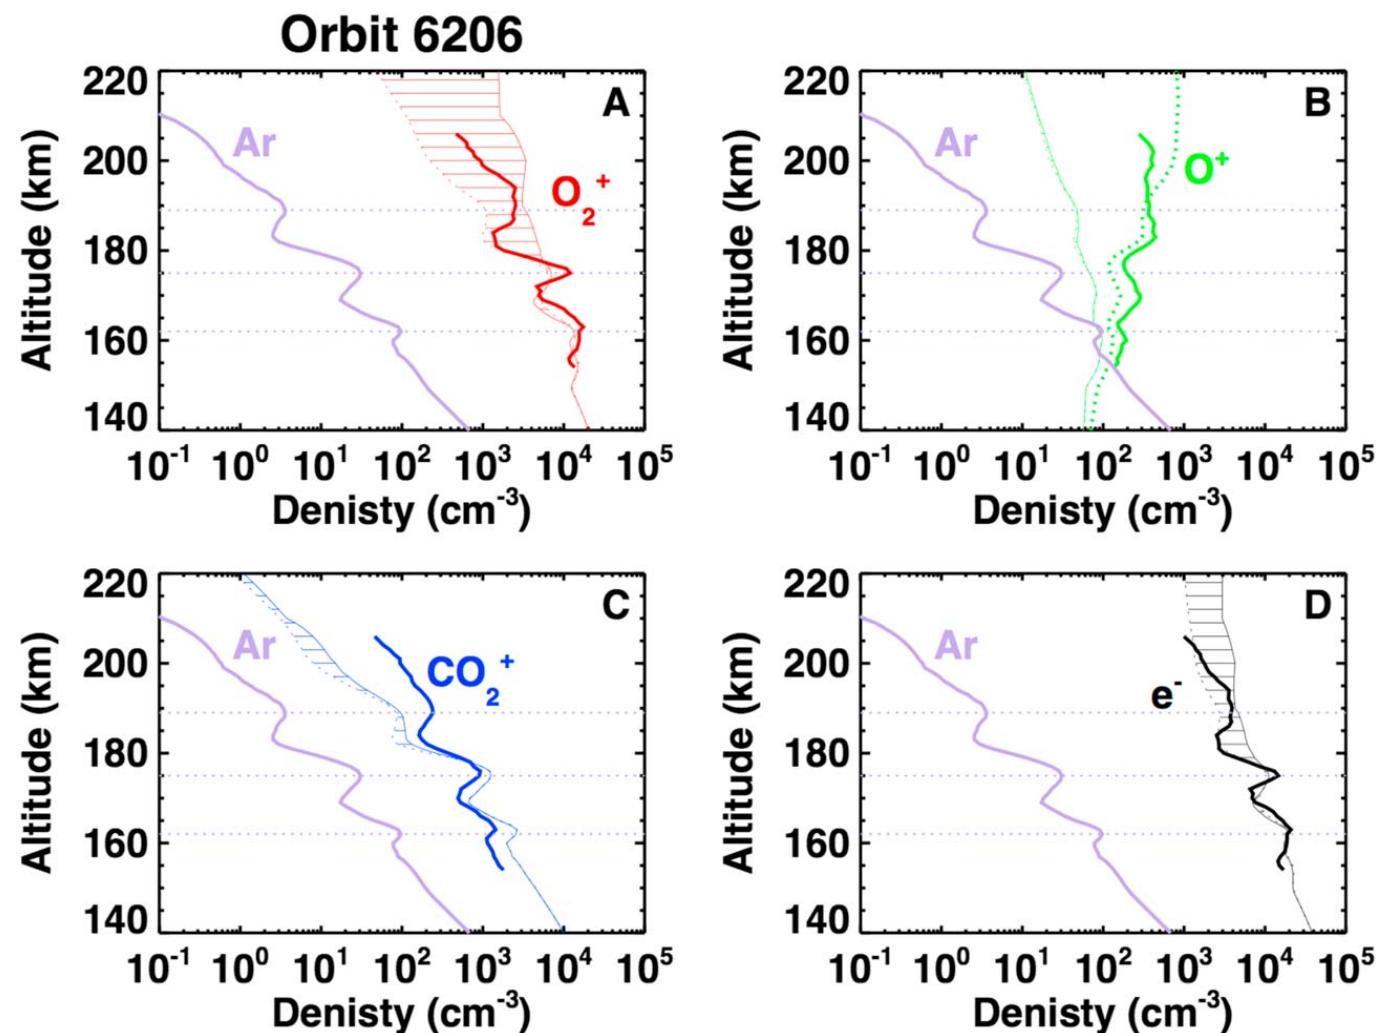 Orbit 6206
220
200
180
160
140
Altitude (km)
A
Ar
O2+
10-1 100 101 102 103 104 105
Denisty (cm-3)
220
200
180
160
140
Altitude (km)
B
Ar
O+
10-1 100 101 102 103 104 105
Denisty (cm-3)
220
200
180
160
140
Altitude (km)
C
Ar
CO2+
10-1 100 101 102 103 104 105
Denisty (cm-3)
220
200
180
160
140
Altitude (km)
D
Ar
e-
10-1 100 101 102 103 104 105
Denisty (cm-3)